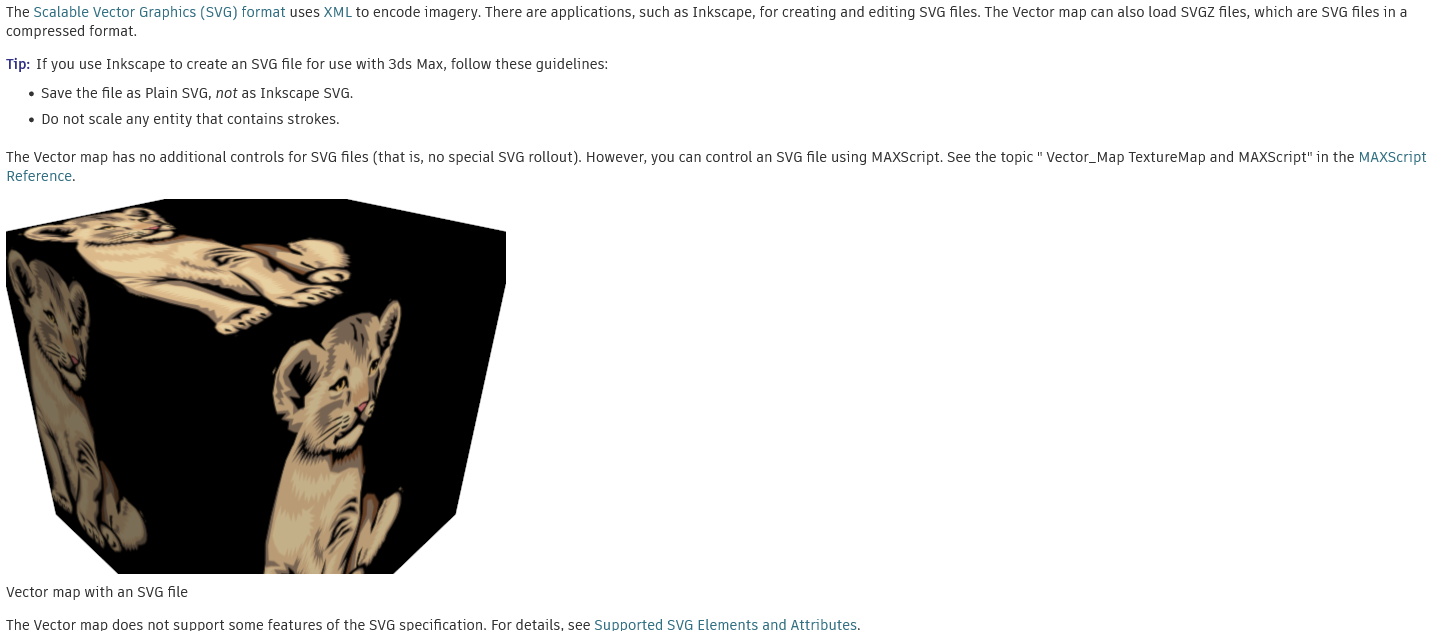 The Scalable Vector Graphics (SVG) format uses XML to encode imagery. There are applications, such as Inkscape, for creating and editing SVG files. The Vector map can also load SVGZ files, which are SVG files in a
compressed format.
Tip: If you use Inkscape to create an SVG file for use with 3ds Max, follow these guidelines:
• Save the file as Plain SVG, not as Inkscape SVG.
• Do not scale any entity that contains strokes.
The Vector map has no additional controls for SVG files (that is, no special SVG rollout). However, you can control an SVG file using MAXScript. See the topic " Vector_Map TextureMap and MAXScript" in the MAXScript
Reference.
Vector map with an SVG file
The Vector map does not support some features of the SVG specification. For details, see Supported SVG Elements and Attributes.